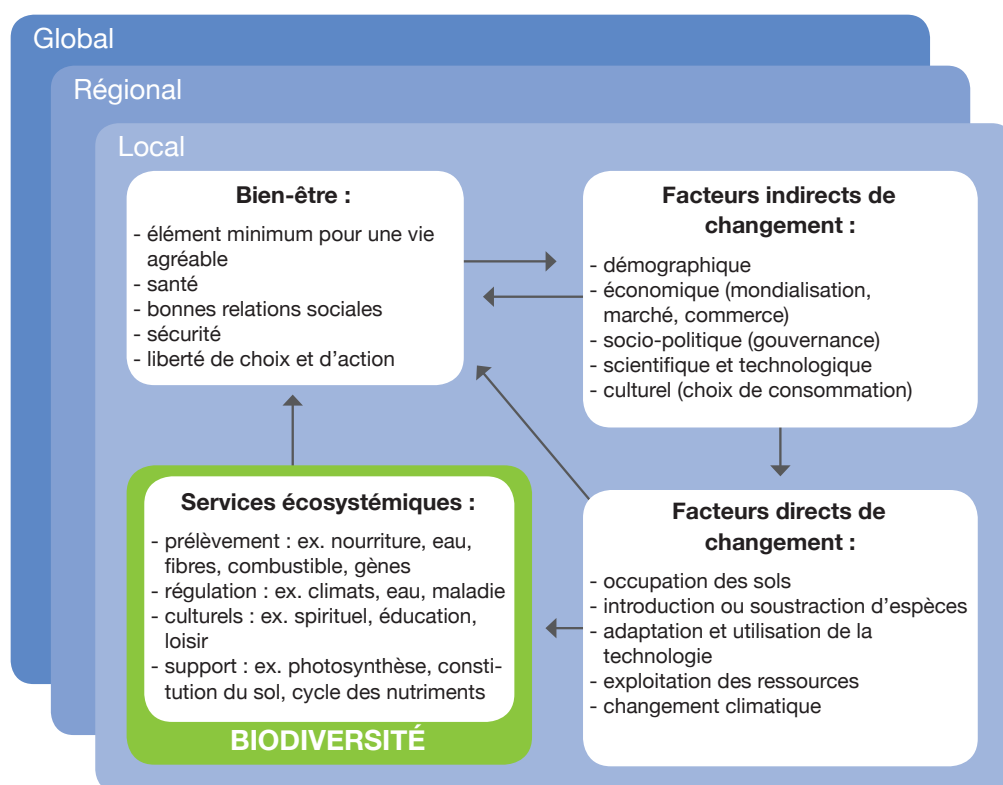 Global
Régional
Local
Bien-être :
- élément minimum pour une vie
agréable
- santé
- bonnes relations sociales
- sécurité
- liberté de choix et d'action
Facteurs indirects de
changement :
- démographique
- économique (mondialisation,
marché, commerce)
- socio-politique (gouvernance)
- scientifique et technologique
- culturel (choix de consommation)
Services écosystémiques :
- prélèvement : ex. nourriture, eau,
fibres, combustible, gènes
- régulation : ex. climats, eau, maladie
- culturels : ex. spirituel, éducation,
loisir
- support : ex. photosynthèse, consti-
tution du sol, cycle des nutriments
BIODIVERSITÉ
Facteurs directs de
changement :
- occupation des sols
- introduction ou soustraction d'espèces
- adaptation et utilisation de la
technologie
- exploitation des ressources
- changement climatique